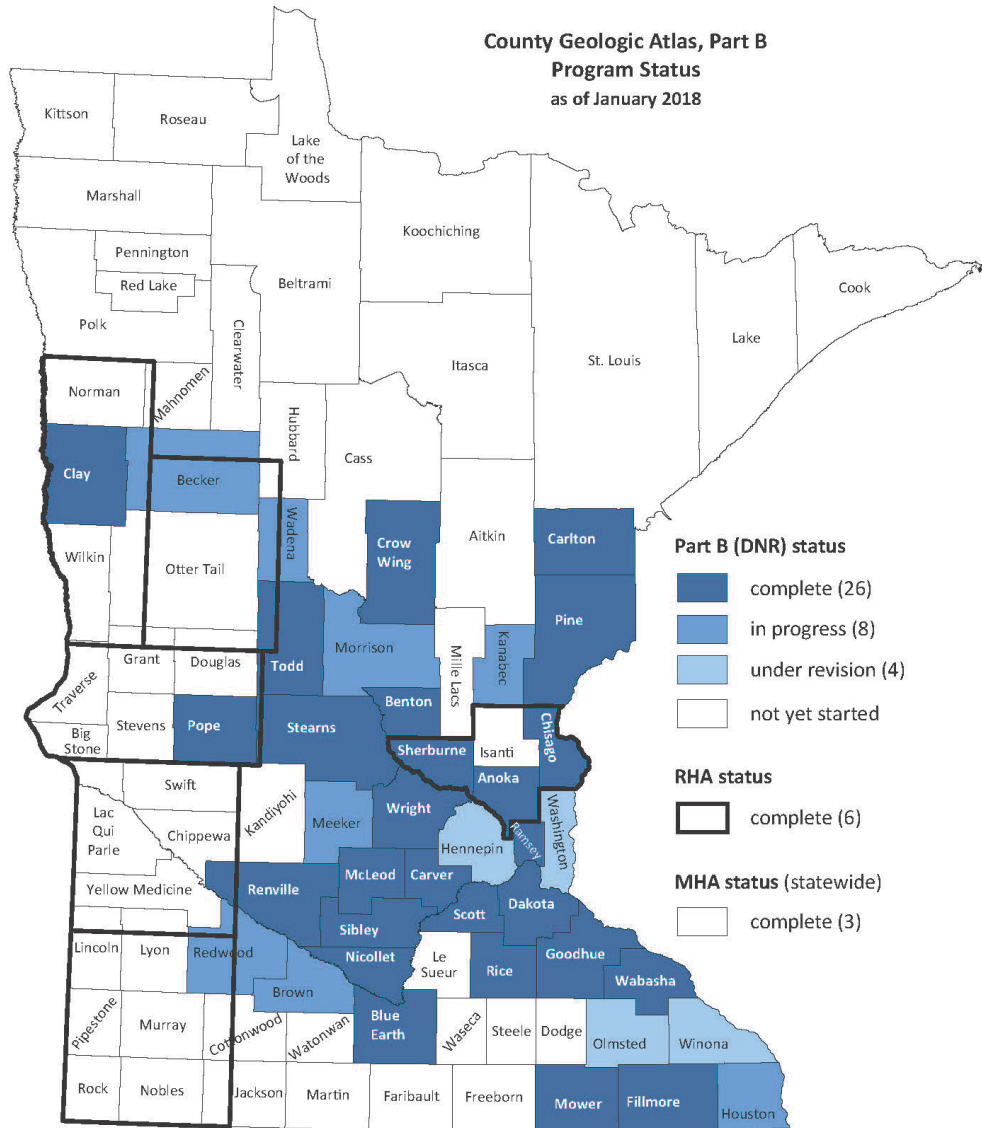 County Geologic Atlas, Part B
Program Status
as of January 2018
Kittson
Roseau
Lake
of the
Woods
Marshall
Koochiching
Pennington
Red Lake
Beltrami
Cook
Polk
Clearwater
Lake
Itasca
St. Louis
Norman
Mahnomen
Hubbard
Cass
Clay
Becker
Wadena
Crow
Wing
Aitkin
Carlton
Wilkin
Otter Tail
Pine
Morrison
Mille Lacs
Kanabec
Grant
Douglas
Todd
Traverse
Benton
Stevens
Pope
Stearns
Big
Stone
Sherburne
Isanti
Chisago
Swift
Anoka
Kandiyohi
Wright
Lac
Qui
Parle
Chippewa
Meeker
Hennepin
Ramsey
Washington
Yellow Medicine
Renville
McLeod
Carver
Scott
Dakota
Sibley
Lincoln
Lyon
Redwood
Nicollet
Le
Sueur
Rice
Goodhue
Wabasha
Brown
Pipestone
Murray
Cottonwood
Watonwan
Blue
Earth
Waseca
Steele
Dodge
Olmsted
Winona
Rock
Nobles
Jackson
Martin
Faribault
Freeborn
Mower
Fillmore
Houston
Part B (DNR) status
complete (26)
in progress (8)
under revision (4)
not yet started
RHA status
complete (6)
MHA status (statewide)
complete (3)